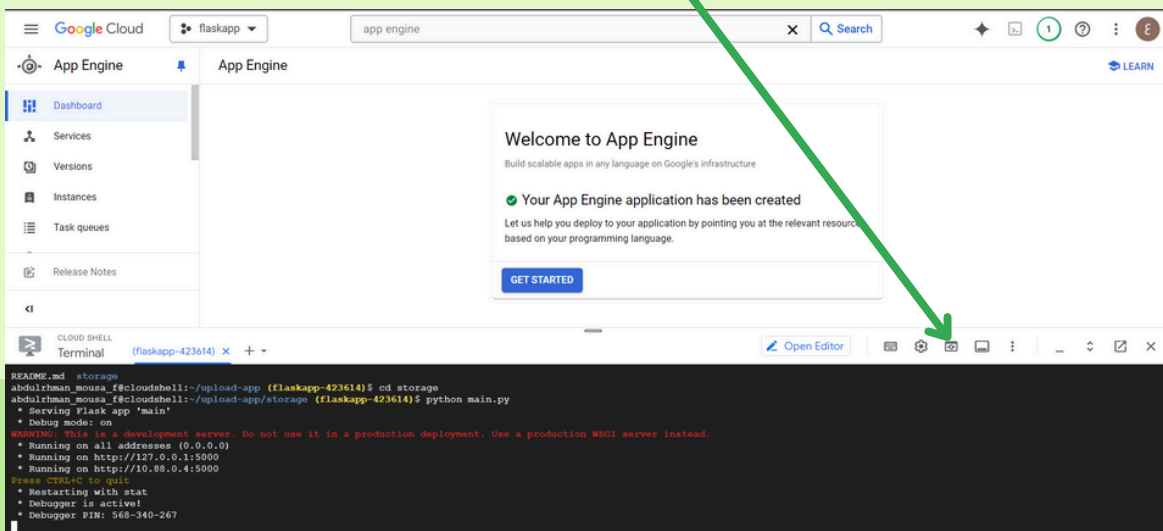 Google Cloud
flaskapp
app engine
Search
1
ε
App Engine
App Engine
LEARN
Dashboard
Services
Versions
Instances
Task queues
Release Notes
Welcome to App Engine
Build scalable apps in any language on Google's infrastructure
Your App Engine application has been created
Let us help you deploy to your application by pointing you at the relevant resources
based on your programming language.
GET STARTED
CLOUD SHELL
Terminal
(flaskapp-423614)
Open Editor
README.md storage
abdulrhman_mousa_f@cloudshell:~/upload-app (flaskapp-423614)$ cd storage
abdulrhman_mousa_f@cloudshell:~/upload-app/storage (flaskapp-423614)$ python main.py
* Serving Flask app 'main'
* Debug mode: on
WARNING: This is a development server. Do not use it in a production deployment. Use a production WSGI server instead.
* Running on all addresses (0.0.0.0)
* Running on http://127.0.0.1:5000
* Running on http://10.88.0.4:5000
Press CTRL+C to quit
* Restarting with stat
* Debugger is active!
* Debugger PIN: 568-340-267